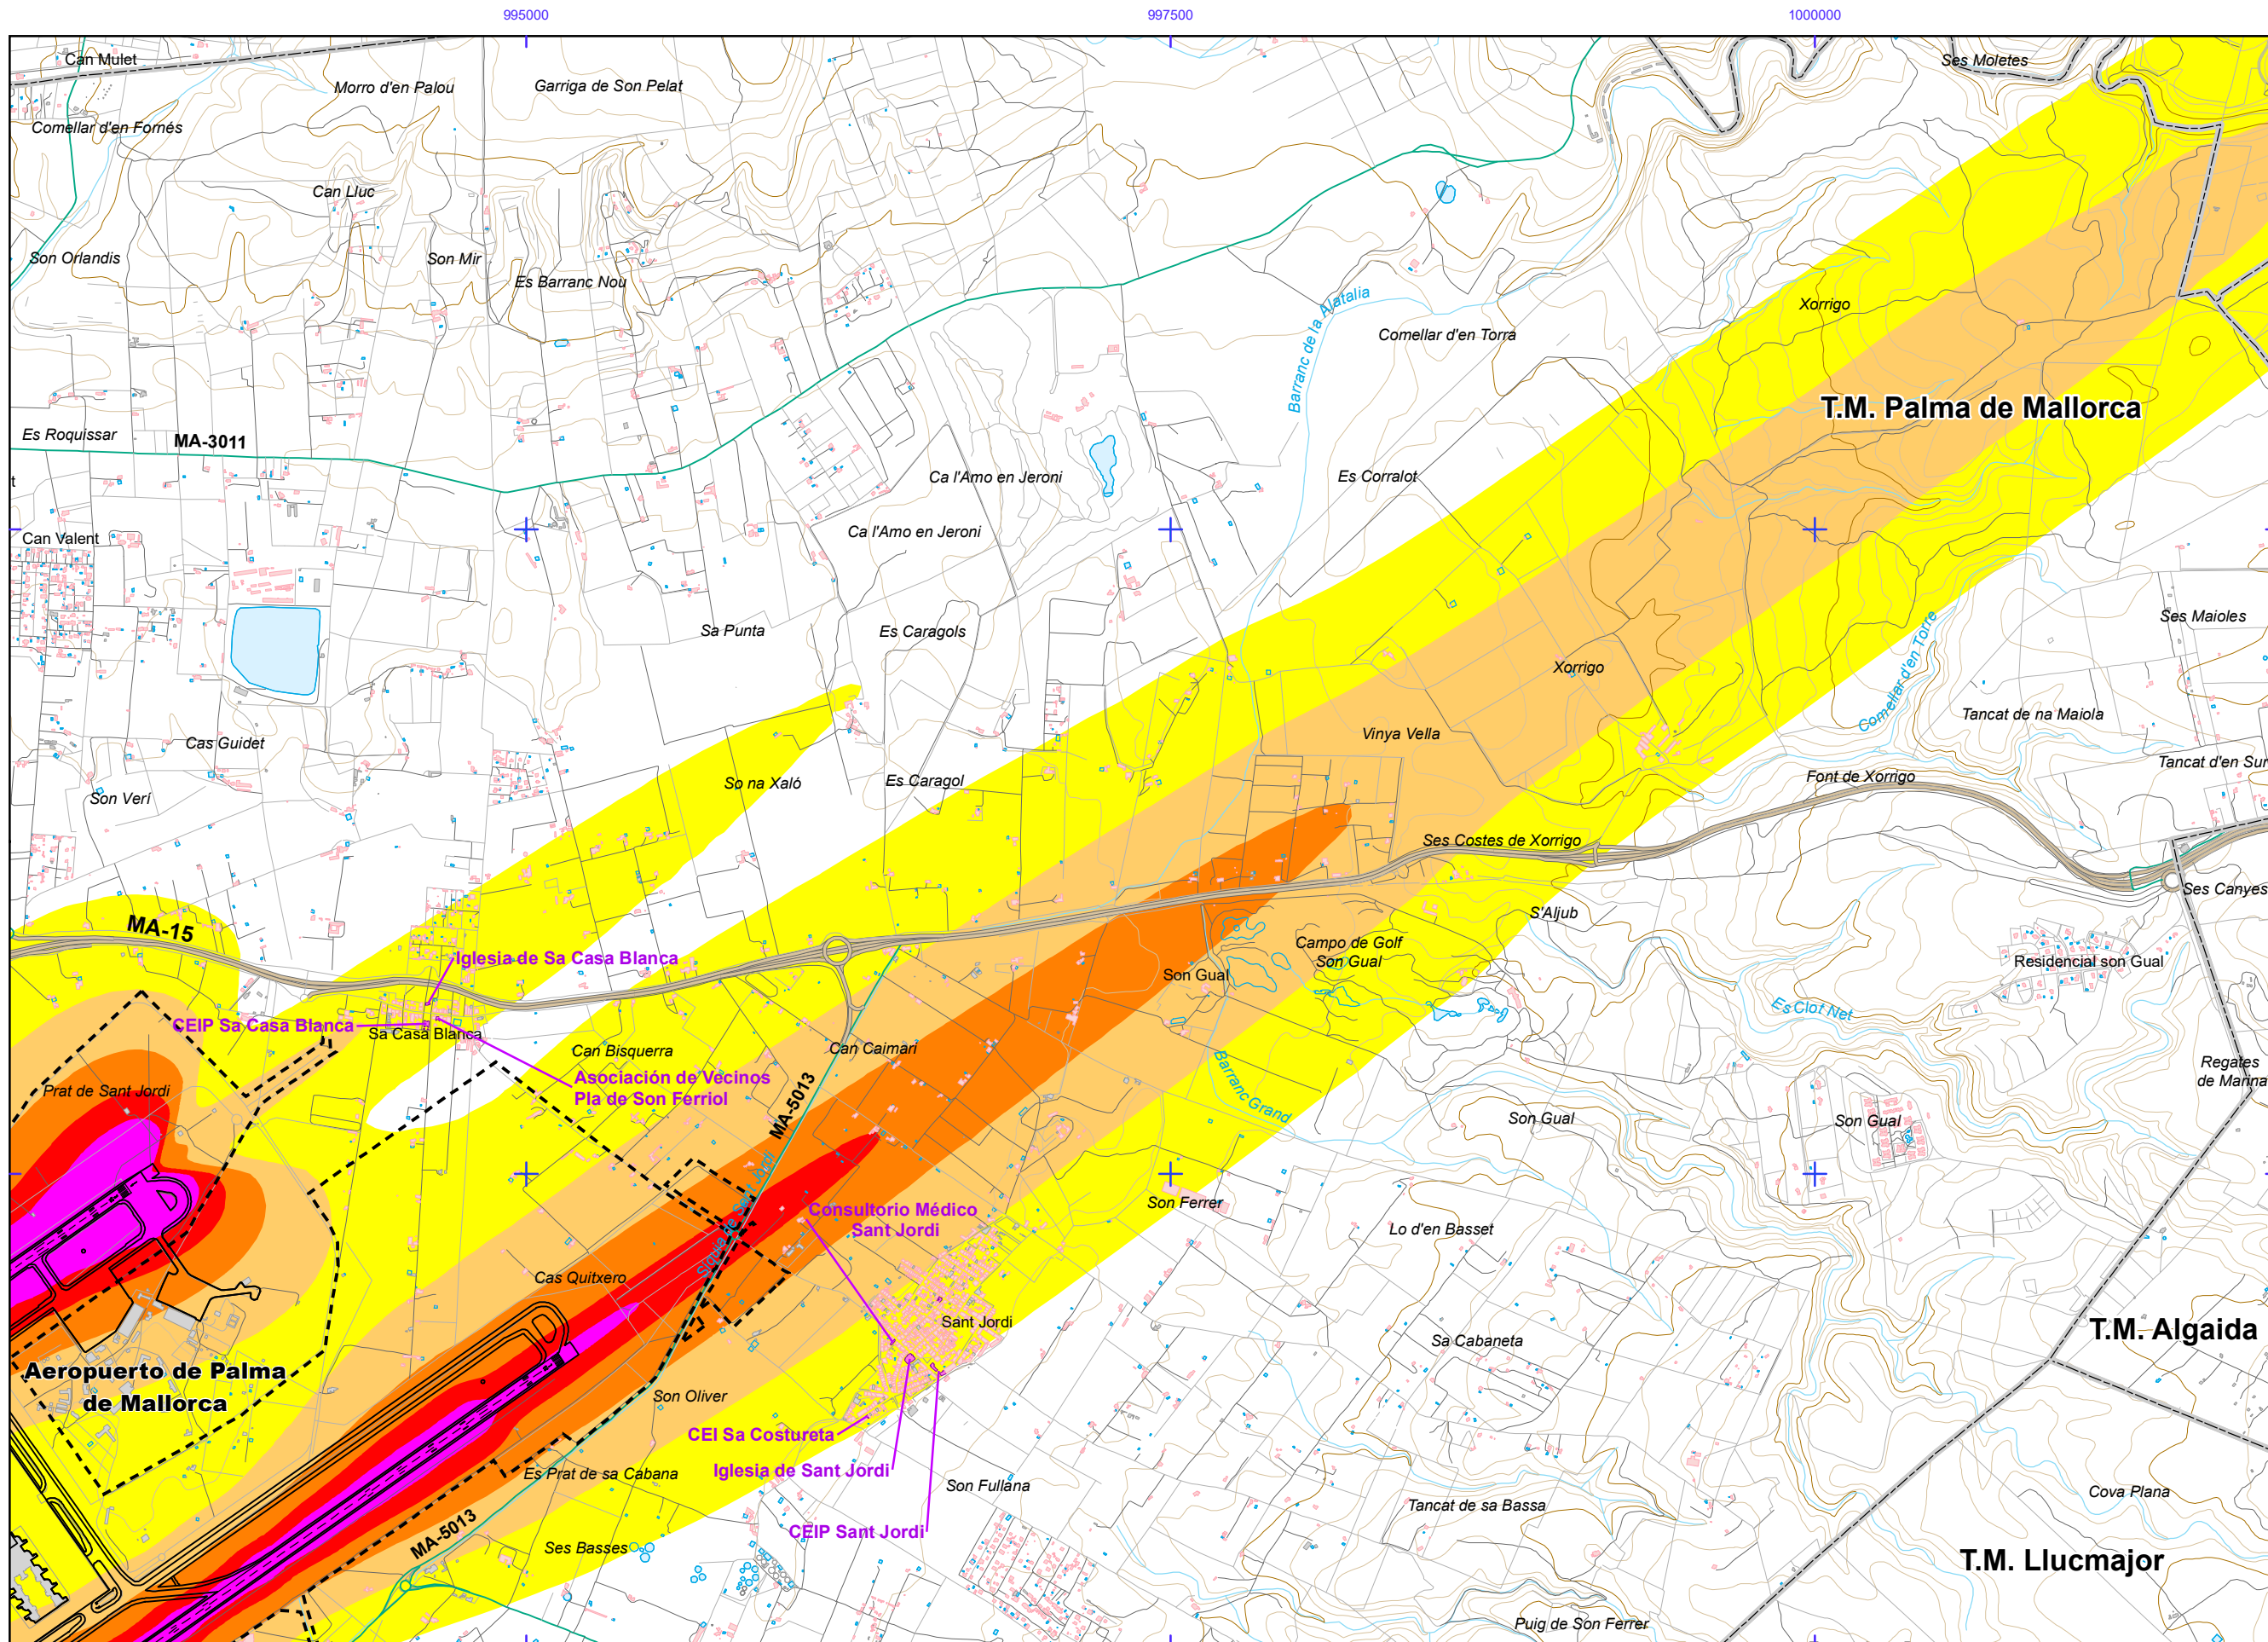 995000
997500
1000000
Can Mulet
Morro d'en Palou
Garriga de Son Pelat
Ses Moletes
Comellar d'en Fornés
Can Lluc
Son Orlandis
Son Mir
Es Barranc Nou
Barranc de la Alatalia
Xorrigo
Comellar d'en Torra
T.M. Palma de Mallorca
Es Roquissar
MA-3011
t
Ca l'Amo en Jeroni
Es Corralot
Can Valent
Ca l'Amo en Jeroni
Sa Punta
Es Caragols
Ses Maioles
Comellar d'en Torre
Xorrigo
Tancat de na Maiola
Cas Guidet
Vinya Vella
Son Verí
So na Xaló
Es Caragol
Font de Xorrigo
Tancat d'en Sur
Ses Costes de Xorrigo
Ses Canyes
MA-15
S'Aljub
Iglesia de Sa Casa Blanca
Campo de Golf
Son Gual
Son Gual
Residencial son Gual
CEIP Sa Casa Blanca
Sa Casa Blanca
Es Clot Net
Can Bisquerra
Can Caimari
Regates
de Marina
Asociación de Vecinos
Pla de Son Ferriol
Prat de Sant Jordi
MA-5013
Barranc Grand
Son Gual
Son Gual
Síquia de Sant Jordi
Son Ferrer
Consultorio Médico
Sant Jordi
Lo d'en Basset
Cas Quitxero
Sant Jordi
Sa Cabaneta
T.M. Algaida
Aeropuerto de Palma
de Mallorca
Son Oliver
CEI Sa Costureta
Iglesia de Sant Jordi
Es Prat de sa Cabana
Son Fullana
Cova Plana
Tancat de sa Bassa
CEIP Sant Jordi
MA-5013
Ses Basses
T.M. Llucmajor
Puig de Son Ferrer